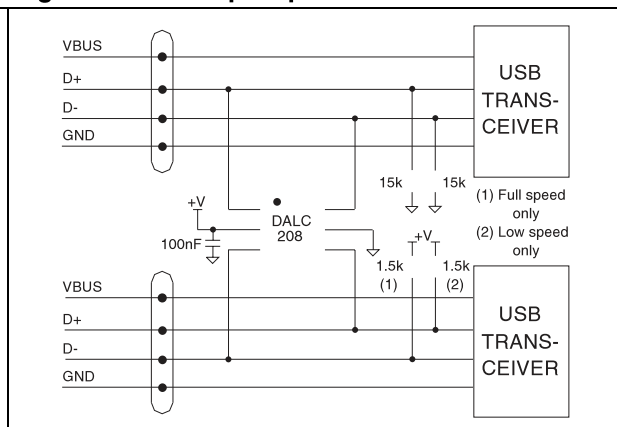 VBUS
D+
D-
GND
USB
TRANS-
CEIVER
15k
15k
(1) Full speed
only
(2) Low speed
only
+V
100nF
DALC
208
+V
1.5k
(1)
1.5k
(2)
VBUS
D+
D-
GND
USB
TRANS-
CEIVER